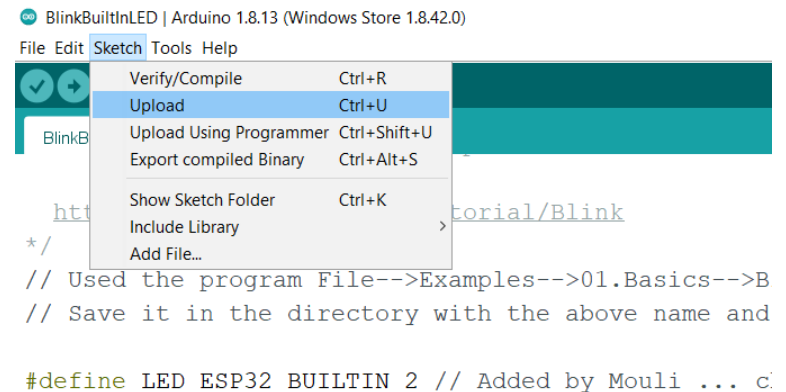 BlinkBuiltInLED | Arduino 1.8.13 (Windows Store 1.8.42.0)
File Edit Sketch Tools Help
Verify/Compile Ctrl+R
Upload Ctrl+U
BlinkB
Upload Using Programmer Ctrl+Shift+U
Export compiled Binary Ctrl+Alt+S
Show Sketch Folder Ctrl+K
htt torial/Blink
Include Library
*/
Add File...
// Used the program File-->Examples-->01.Basics-->B
// Save it in the directory with the above name and
#define LED_ESP32_BUILTIN 2 // Added by Mouli ...